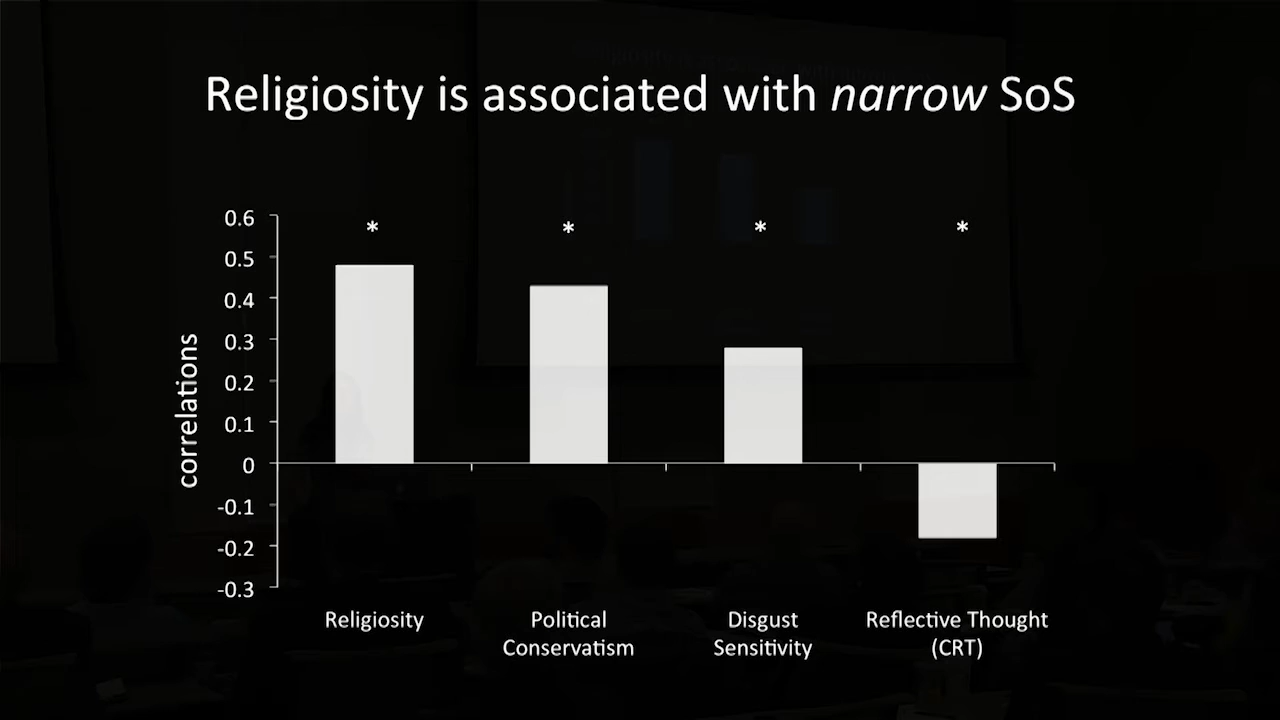 Religiosity is associated with narrow SoS
0.6
0.5
0.4
0.3
0.2
0.1
0
-0.1
-0.2
-0.3
correlations
* * * *
Religiosity
Political
Conservatism
Disgust
Sensitivity
Reflective Thought
(CRT)